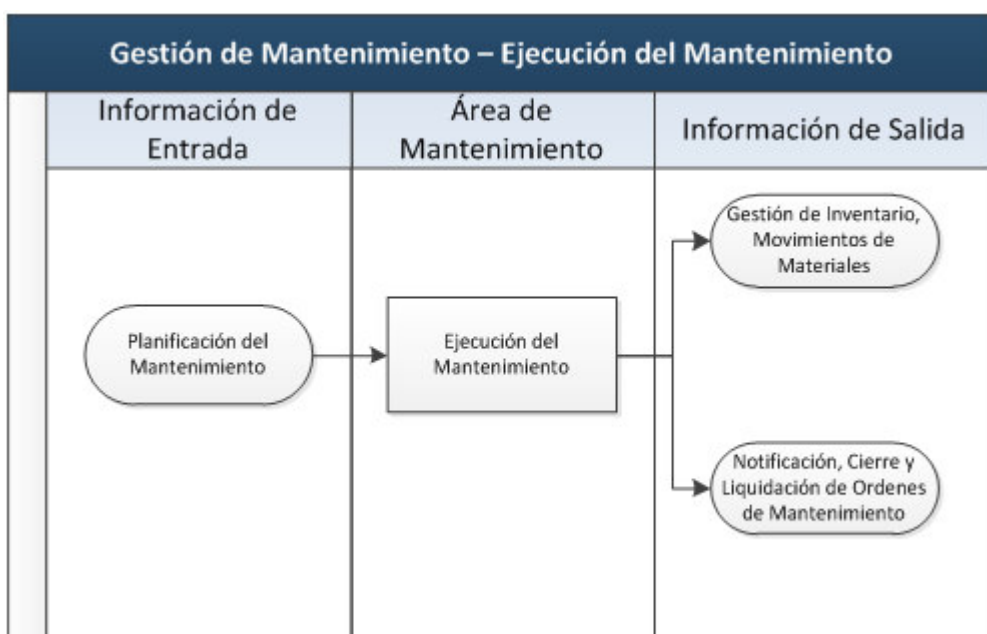 Gestión de Mantenimiento – Ejecución del Mantenimiento
Información de
Entrada
Área de
Mantenimiento
Información de Salida
Planificación del
Mantenimiento
Ejecución del
Mantenimiento
Gestión de Inventario,
Movimientos de
Materiales
Notificación, Cierre y
Liquidación de Ordenes
de Mantenimiento